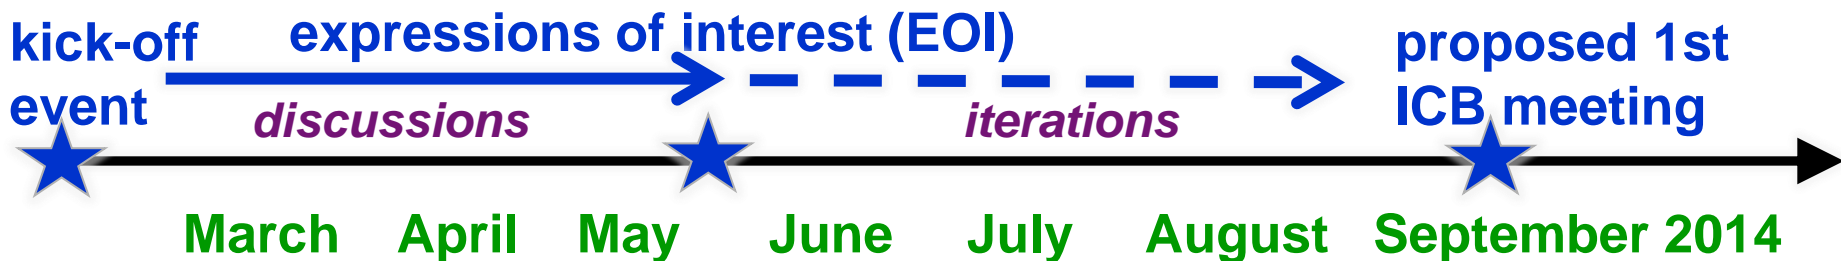 kick-off
event
expressions of interest (EOI)
discussions
iterations
proposed 1st
ICB meeting
March April May June July August September 2014